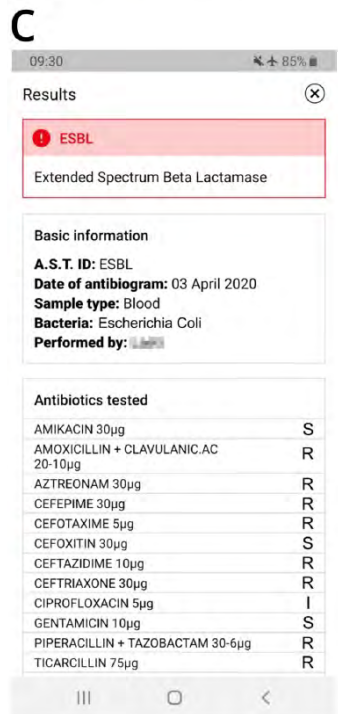 C
09:30 85%
Results
ESBL
Extended Spectrum Beta Lactamase
Basic information
A.S.T. ID: ESBL
Date of antibiogram: 03 April 2020
Sample type: Blood
Bacteria: Escherichia Coli
Performed by:
Antibiotics tested
AMIKACIN 30µg S
AMOXICILLIN + CLAVULANIC.AC
20-10µg R
AZTREONAM 30µg R
CEFEPIME 30µg R
CEFOTAXIME 5µg R
CEFOXITIN 30µg S
CEFTAZIDIME 10µg R
CEFTRIAXONE 30µg R
CIPROFLOXACIN 5µg I
GENTAMICIN 10µg S
PIPERACILLIN + TAZOBACTAM 30-6µg R
TICARCILLIN 75µg R